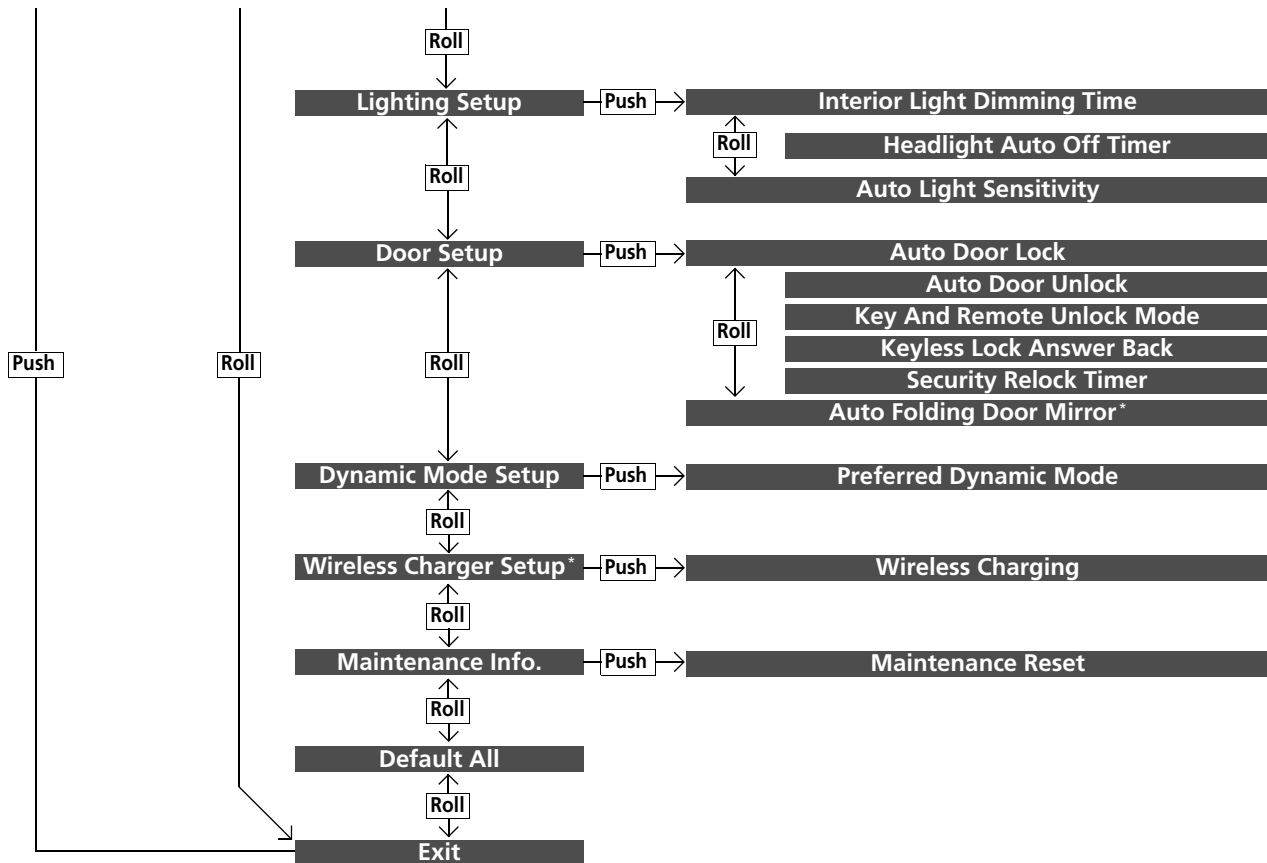 Roll
Lighting Setup Push Interior Light Dimming Time
Roll Headlight Auto Off Timer
Roll
Auto Light Sensitivity
Door Setup Push Auto Door Lock
Auto Door Unlock
Key And Remote Unlock Mode
Roll
Keyless Lock Answer Back
Push Roll Roll
Security Relock Timer
Auto Folding Door Mirror*
Dynamic Mode Setup Push Preferred Dynamic Mode
Roll
Wireless Charger Setup* Push Wireless Charging
Roll
Maintenance Info. Push Maintenance Reset
Roll
Default All
Roll
Exit